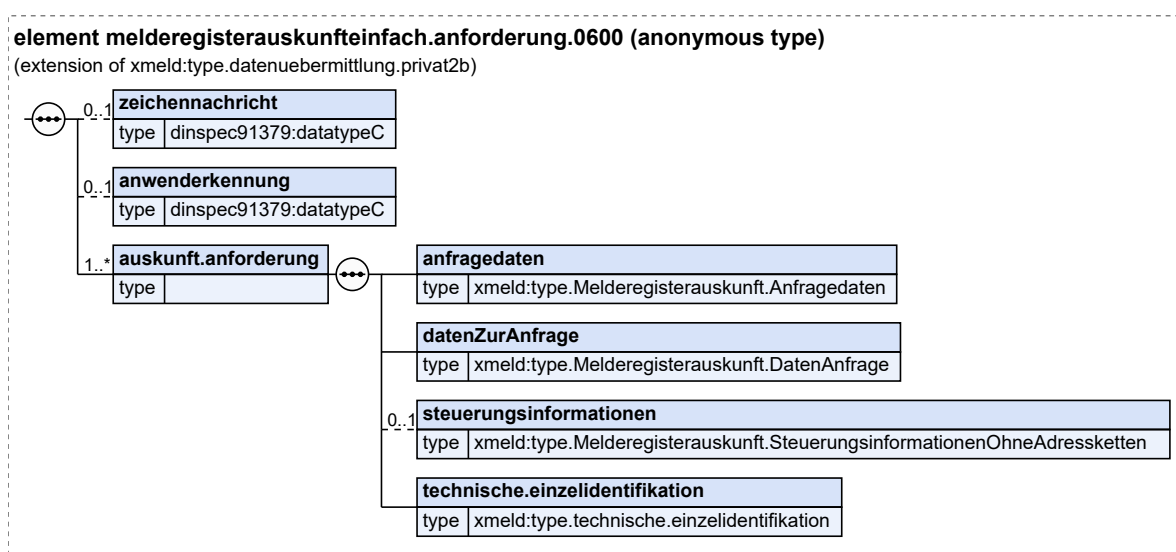 element melderegisterauskunfteinfach.anforderung.0600 (anonymous type)
(extension of xmeld:type.datenuebermittlung.privat2b)
0..1 zeichennachricht
type dinspec91379:datatypeC
0..1 anwenderkennung
type dinspec91379:datatypeC
1..* auskunft.anforderung
type
anfragedaten
type xmeld:type.Melderegisterauskunft.Anfragedaten
datenZurAnfrage
type xmeld:type.Melderegisterauskunft.DatenAnfrage
0..1 steuerungsinformationen
type xmeld:type.Melderegisterauskunft.SteuerungsinformationenOhneAdressketten
technische.einzelidentifikation
type xmeld:type.technische.einzelidentifikation